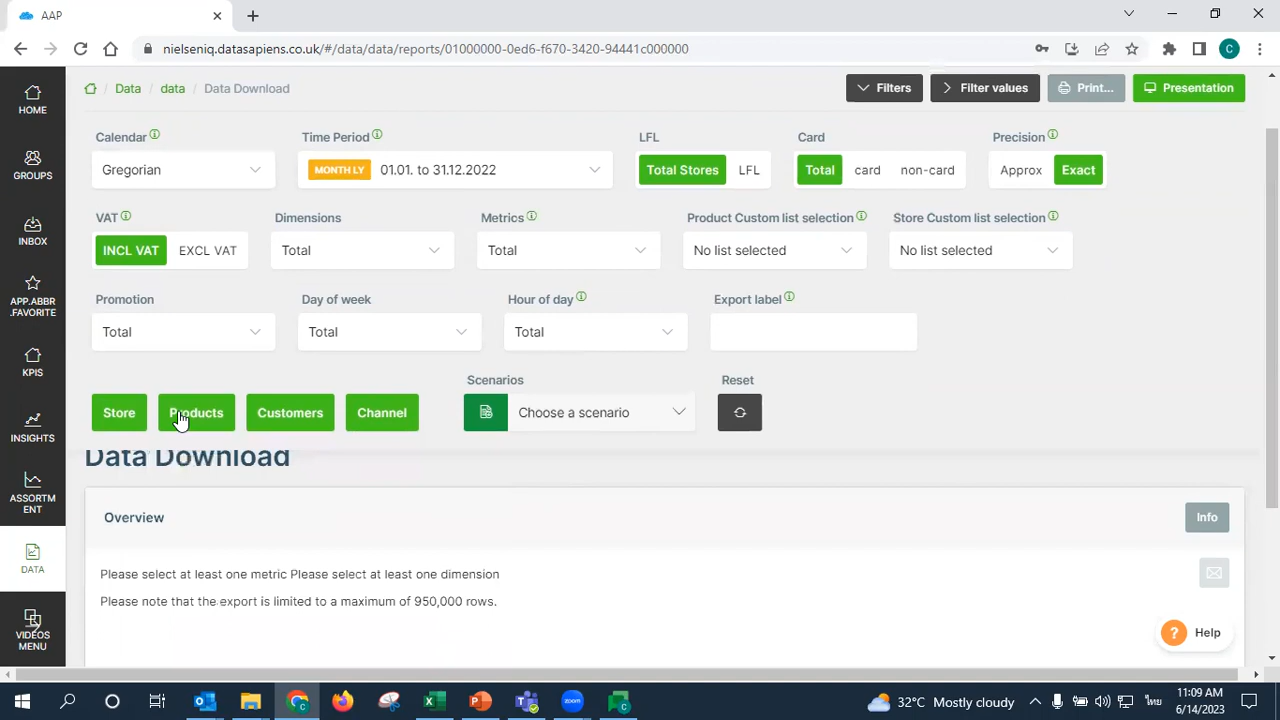 AAP
nielseniq.datasapiens.co.uk/#/data/data/reports/01000000-0ed6-f670-3420-94441c000000
C
HOME
GROUPS
INBOX
APP.ABBR
.FAVORITE
KPIS
INSIGHTS
ASSORTM
ENT
DATA
VIDEOS
MENU
/ Data / data / Data Download
Filters
Filter values
Print...
Presentation
Calendar
Time Period
LFL
Card
Precision
Gregorian
MONTHLY 01.01. to 31.12.2022
Total Stores LFL
Total card non-card
Approx Exact
VAT
Dimensions
Metrics
Product Custom list selection
Store Custom list selection
INCL VAT EXCL VAT
Total
Total
No list selected
No list selected
Promotion
Day of week
Hour of day
Export label
Total
Total
Total
Scenarios
Reset
Store
Products
Customers
Channel
Choose a scenario
Data Download
Overview
Info
Please select at least one metric Please select at least one dimension
Please note that the export is limited to a maximum of 950,000 rows.
? Help
zoom
32°C Mostly cloudy
ไทย
11:09 AM
6/14/2023